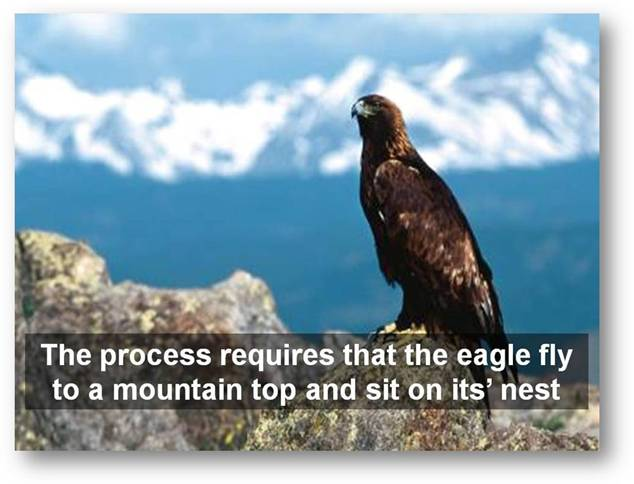 The process requires that the eagle fly
to a mountain top and sit on its’ nest